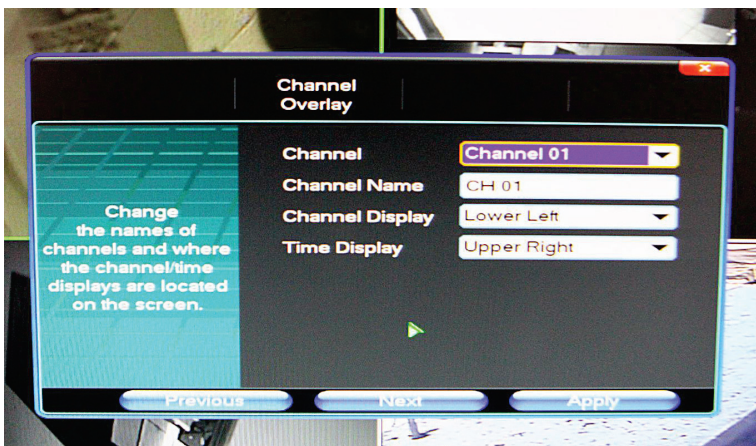 Channel
Overlay
Channel
Channel 01
Channel Name
CH 01
Channel Display
Lower Left
Time Display
Upper Right
Change
the names of
channels and where
the channel/time
displays are located
on the screen.
Previous
Next
Apply